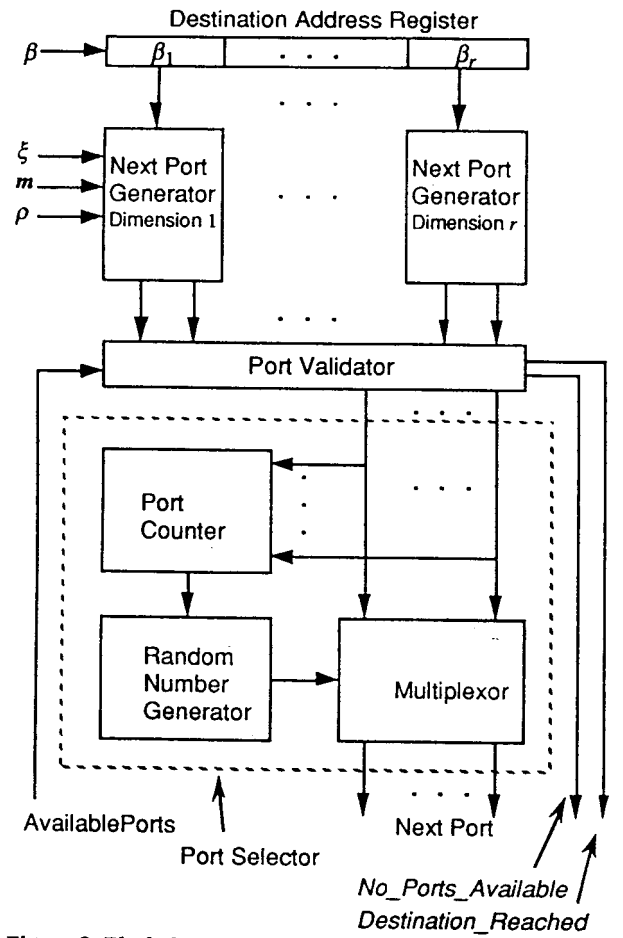 Destination Address Register
β
β1 . . . βr
. . .
ξ
m
ρ
Next Port
Generator
Dimension 1
. . .
Next Port
Generator
Dimension r
. . .
Port Validator
. . .
Port
Counter
. . .
Random
Number
Generator
Multiplexor
. . .
AvailablePorts
Next Port
Port Selector
No_Ports_Available
Destination_Reached